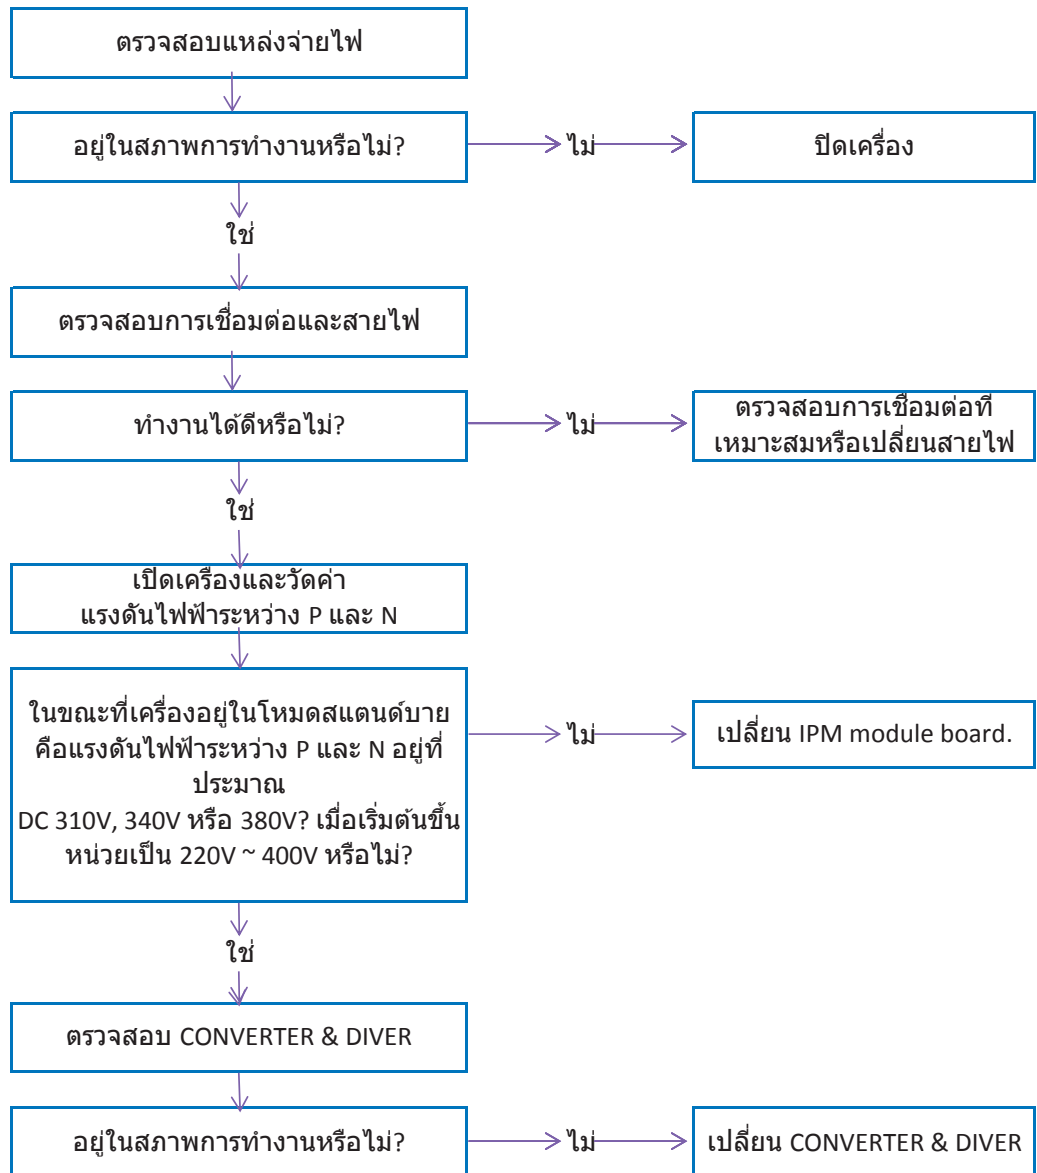 ตรวจสอบแหล่งจ่ายไฟ
อยู่ในสภาพการทำงานหรือไม่?
ไม่
ปิดเครื่อง
ใช่
ตรวจสอบการเชื่อมต่อและสายไฟ
ทำงานได้ดีหรือไม่?
ไม่
ตรวจสอบการเชื่อมต่อที่
เหมาะสมหรือเปลี่ยนสายไฟ
ใช่
เปิดเครื่องและวัดค่า
แรงดันไฟฟ้าระหว่าง P และ N
ในขณะที่เครื่องอยู่ในโหมดสแตนด์บาย
คือแรงดันไฟฟ้าระหว่าง P และ N อยู่ที่
ประมาณ
DC 310V, 340V หรือ 380V? เมื่อเริ่มต้นขึ้น
หน่วยเป็น 220V ~ 400V หรือไม่?
ไม่
เปลี่ยน IPM module board.
ใช่
ตรวจสอบ CONVERTER & DIVER
อยู่ในสภาพการทำงานหรือไม่?
ไม่
เปลี่ยน CONVERTER & DIVER